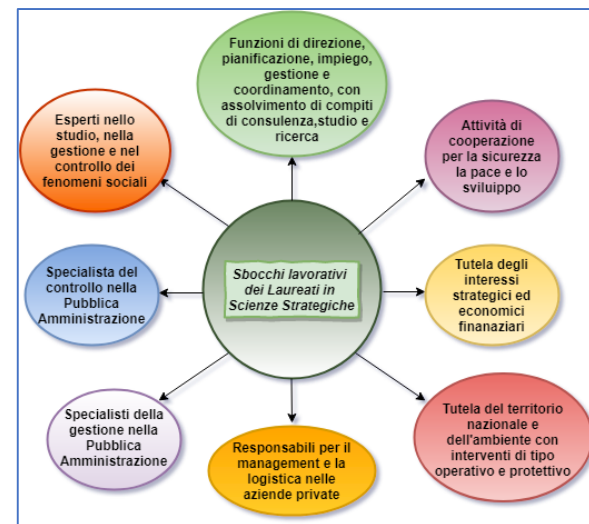 Funzioni di direzione,
pianificazione, impiego,
gestione e
coordinamento, con
assolvimento di compiti
di consulenza,studio e
ricerca
Esperti nello
studio, nella
gestione e nel
controllo dei
fenomeni sociali
Attività di
cooperazione
per la sicurezza
la pace e lo
sviluippo
Sbocchi lavorativi
dei Laureati in
Scienze Strategiche
Specialista del
controllo nella
Pubblica
Amministrazione
Tutela degli
interessi
strategici ed
economici
finanaziari
Specialisti della
gestione nella
Pubblica
Amministrazione
Responsabili per il
management e la
logistica nelle
aziende private
Tutela del territorio
nazionale e
dell'ambiente con
interventi di tipo
operativo e protettivo